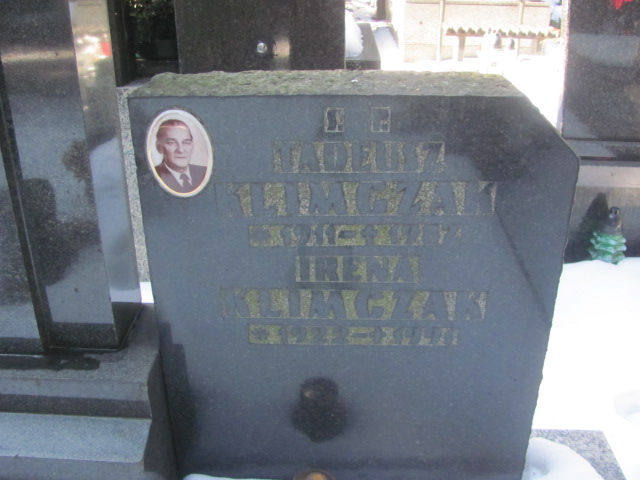 Ś. P.
TADEUSZ
KLIMCZAK
IRENA
KLIMCZAK